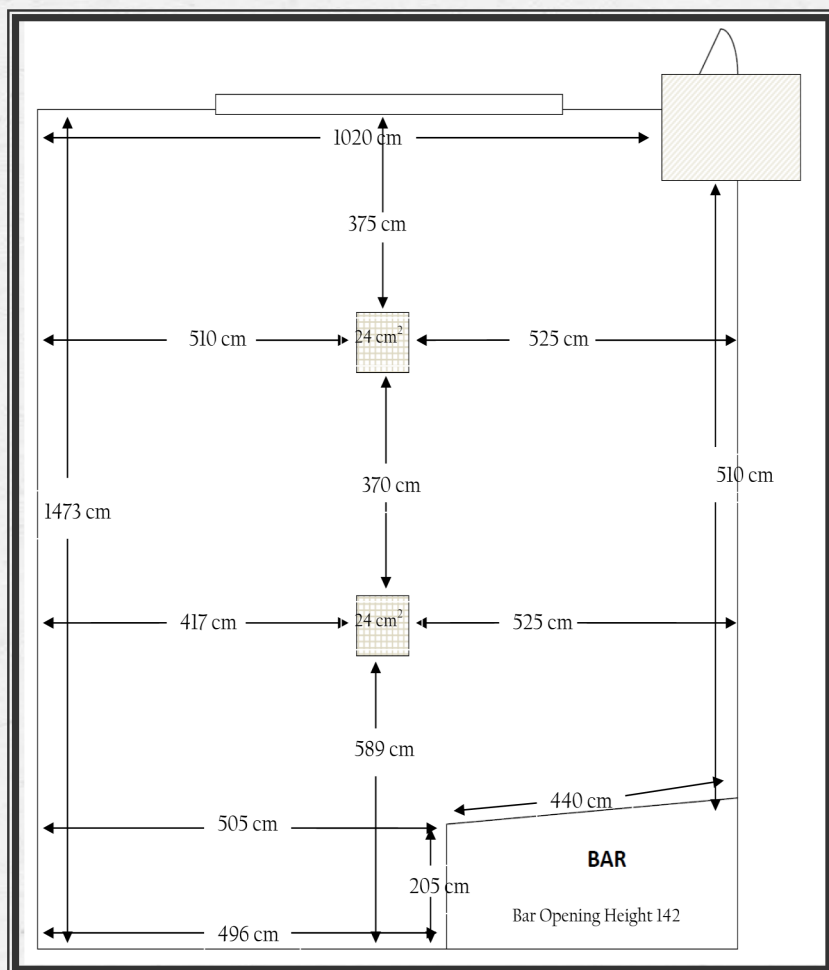 1020 cm
375 cm
510 cm
24 cm²
525 cm
510 cm
370 cm
1473 cm
417 cm
24 cm²
525 cm
589 cm
440 cm
505 cm
BAR
205 cm
Bar Opening Height 142
496 cm